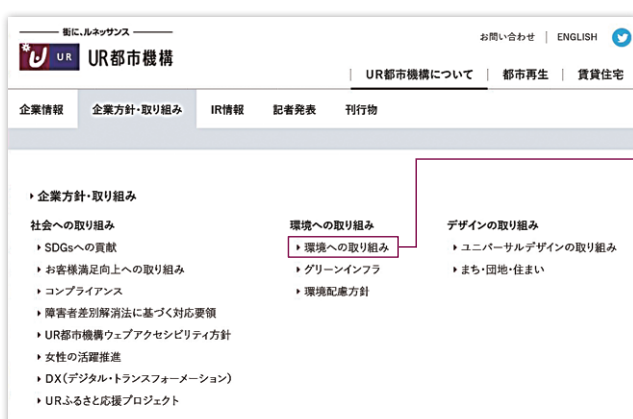 街に、ルネッサンス
UR UR都市機構
お問い合わせ | ENGLISH
UR都市機構について | 都市再生 | 賃貸住宅
企業情報 企業方針・取り組み IR情報 記者発表 刊行物
企業方針・取り組み
社会への取り組み
SDGsへの貢献
お客様満足向上への取り組み
コンプライアンス
障害者差別解消法に基づく対応要領
UR都市機構ウェブアクセシビリティ方針
女性の活躍推進
DX(デジタル・トランスフォーメーション)
URふるさと応援プロジェクト
環境への取り組み
環境への取り組み
グリーンインフラ
環境配慮方針
デザインの取り組み
ユニバーサルデザインの取り組み
まち・団地・住まい